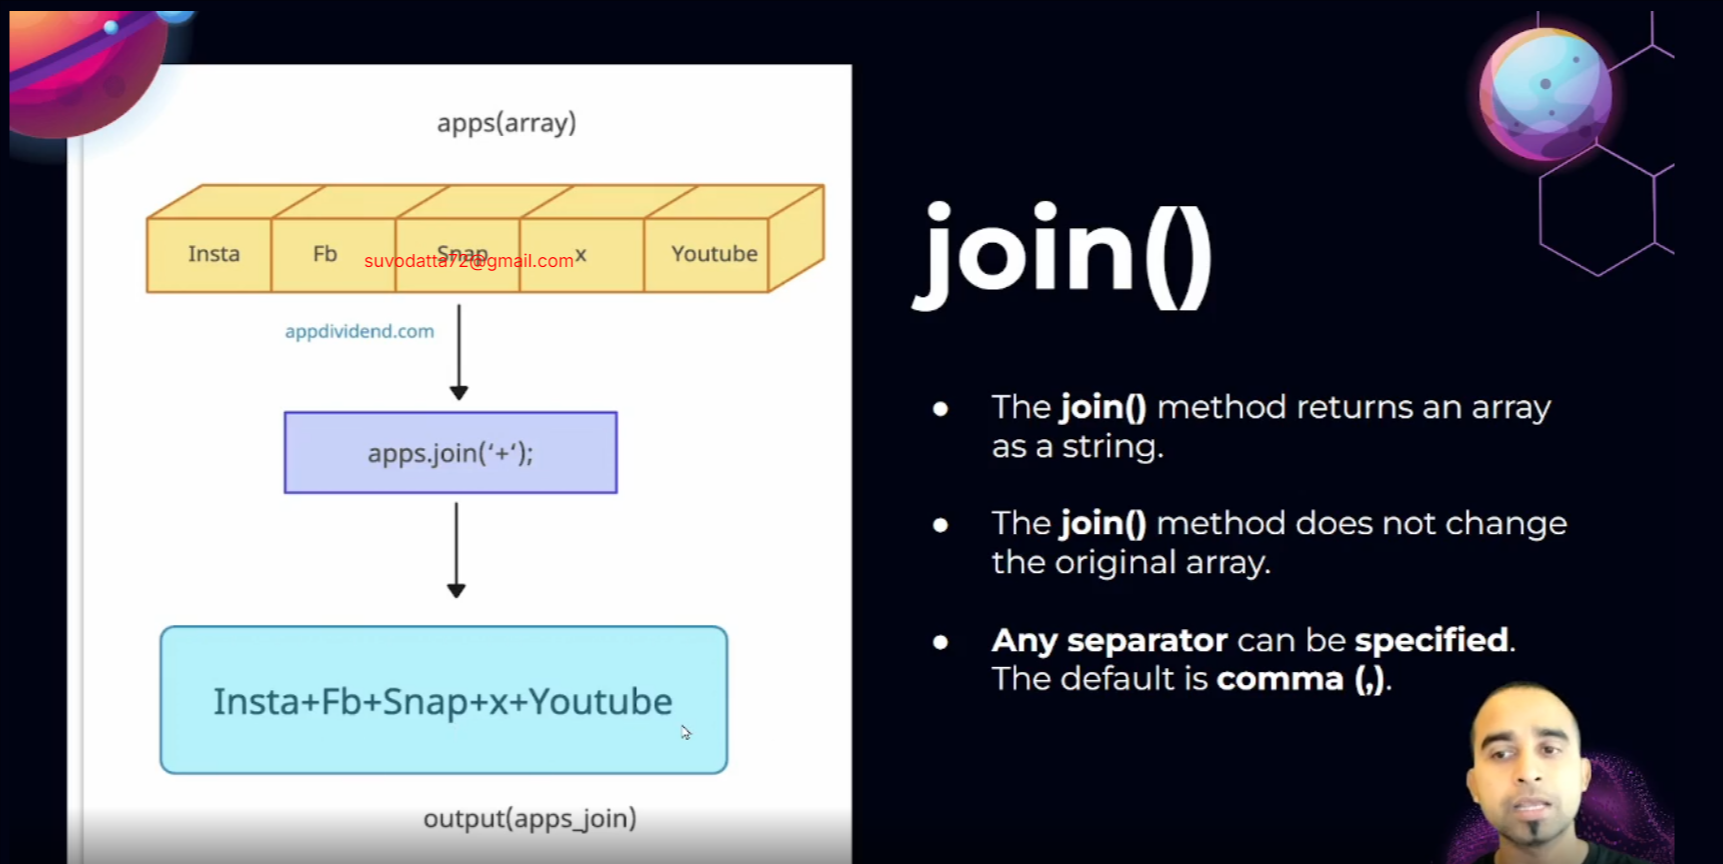 apps(array)
Insta
Fb
Snap
x
Youtube
suvodatta72@gmail.com
appdividend.com
apps.join(‘+‘);
Insta+Fb+Snap+x+Youtube
output(apps_join)
join()
● The join() method returns an array
as a string.
● The join() method does not change
the original array.
● Any separator can be specified.
The default is comma (,).